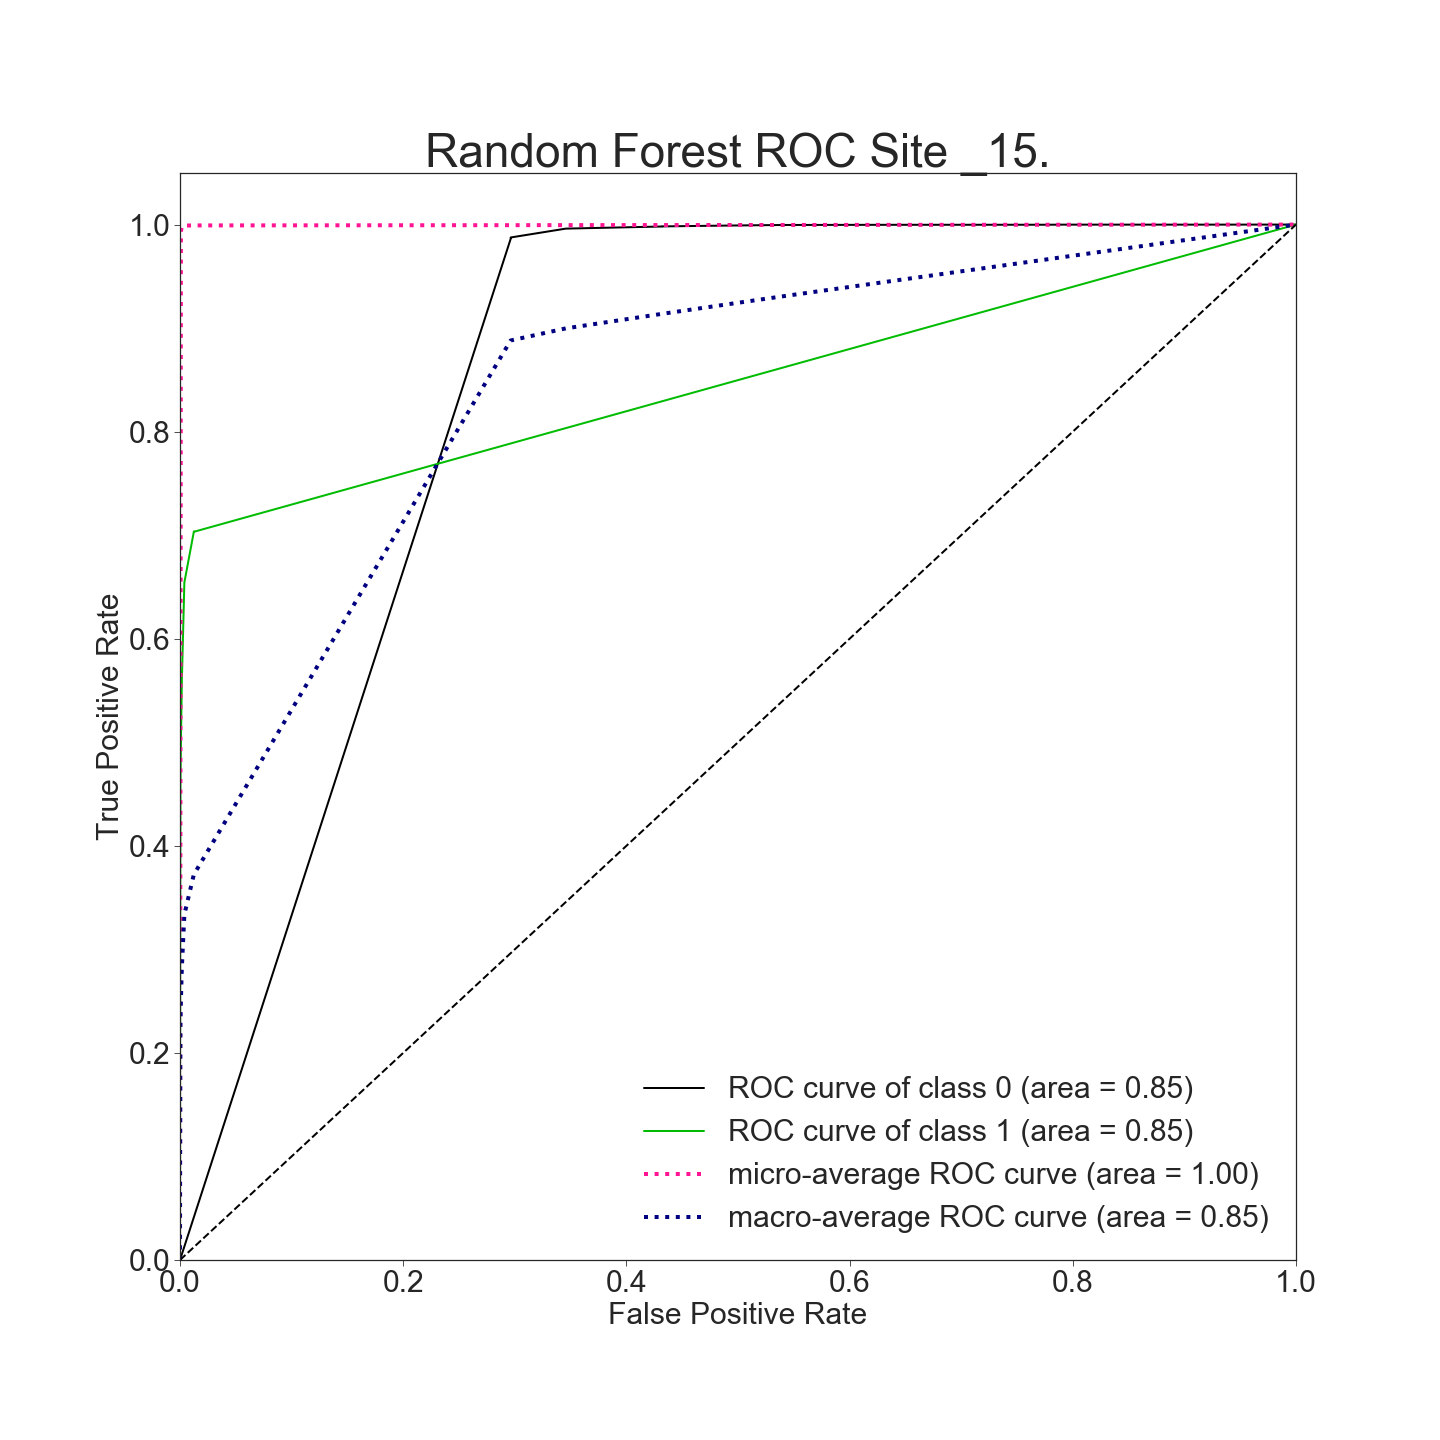 Random Forest ROC Site _15.
1.0
0.8
0.6
0.4
0.2
0.0
True Positive Rate
ROC curve of class 0 (area = 0.85)
ROC curve of class 1 (area = 0.85)
micro-average ROC curve (area = 1.00)
macro-average ROC curve (area = 0.85)
0.0 0.2 0.4 0.6 0.8 1.0
False Positive Rate